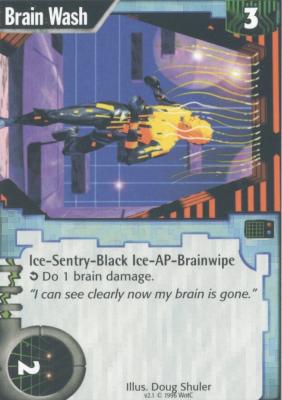 Brain Wash
3
Ice-Sentry-Black Ice-AP-Brainwipe
Do 1 brain damage.
"I can see clearly now my brain is gone."
2
Illus. Doug Shuler
v2.1 © 1996 WotC